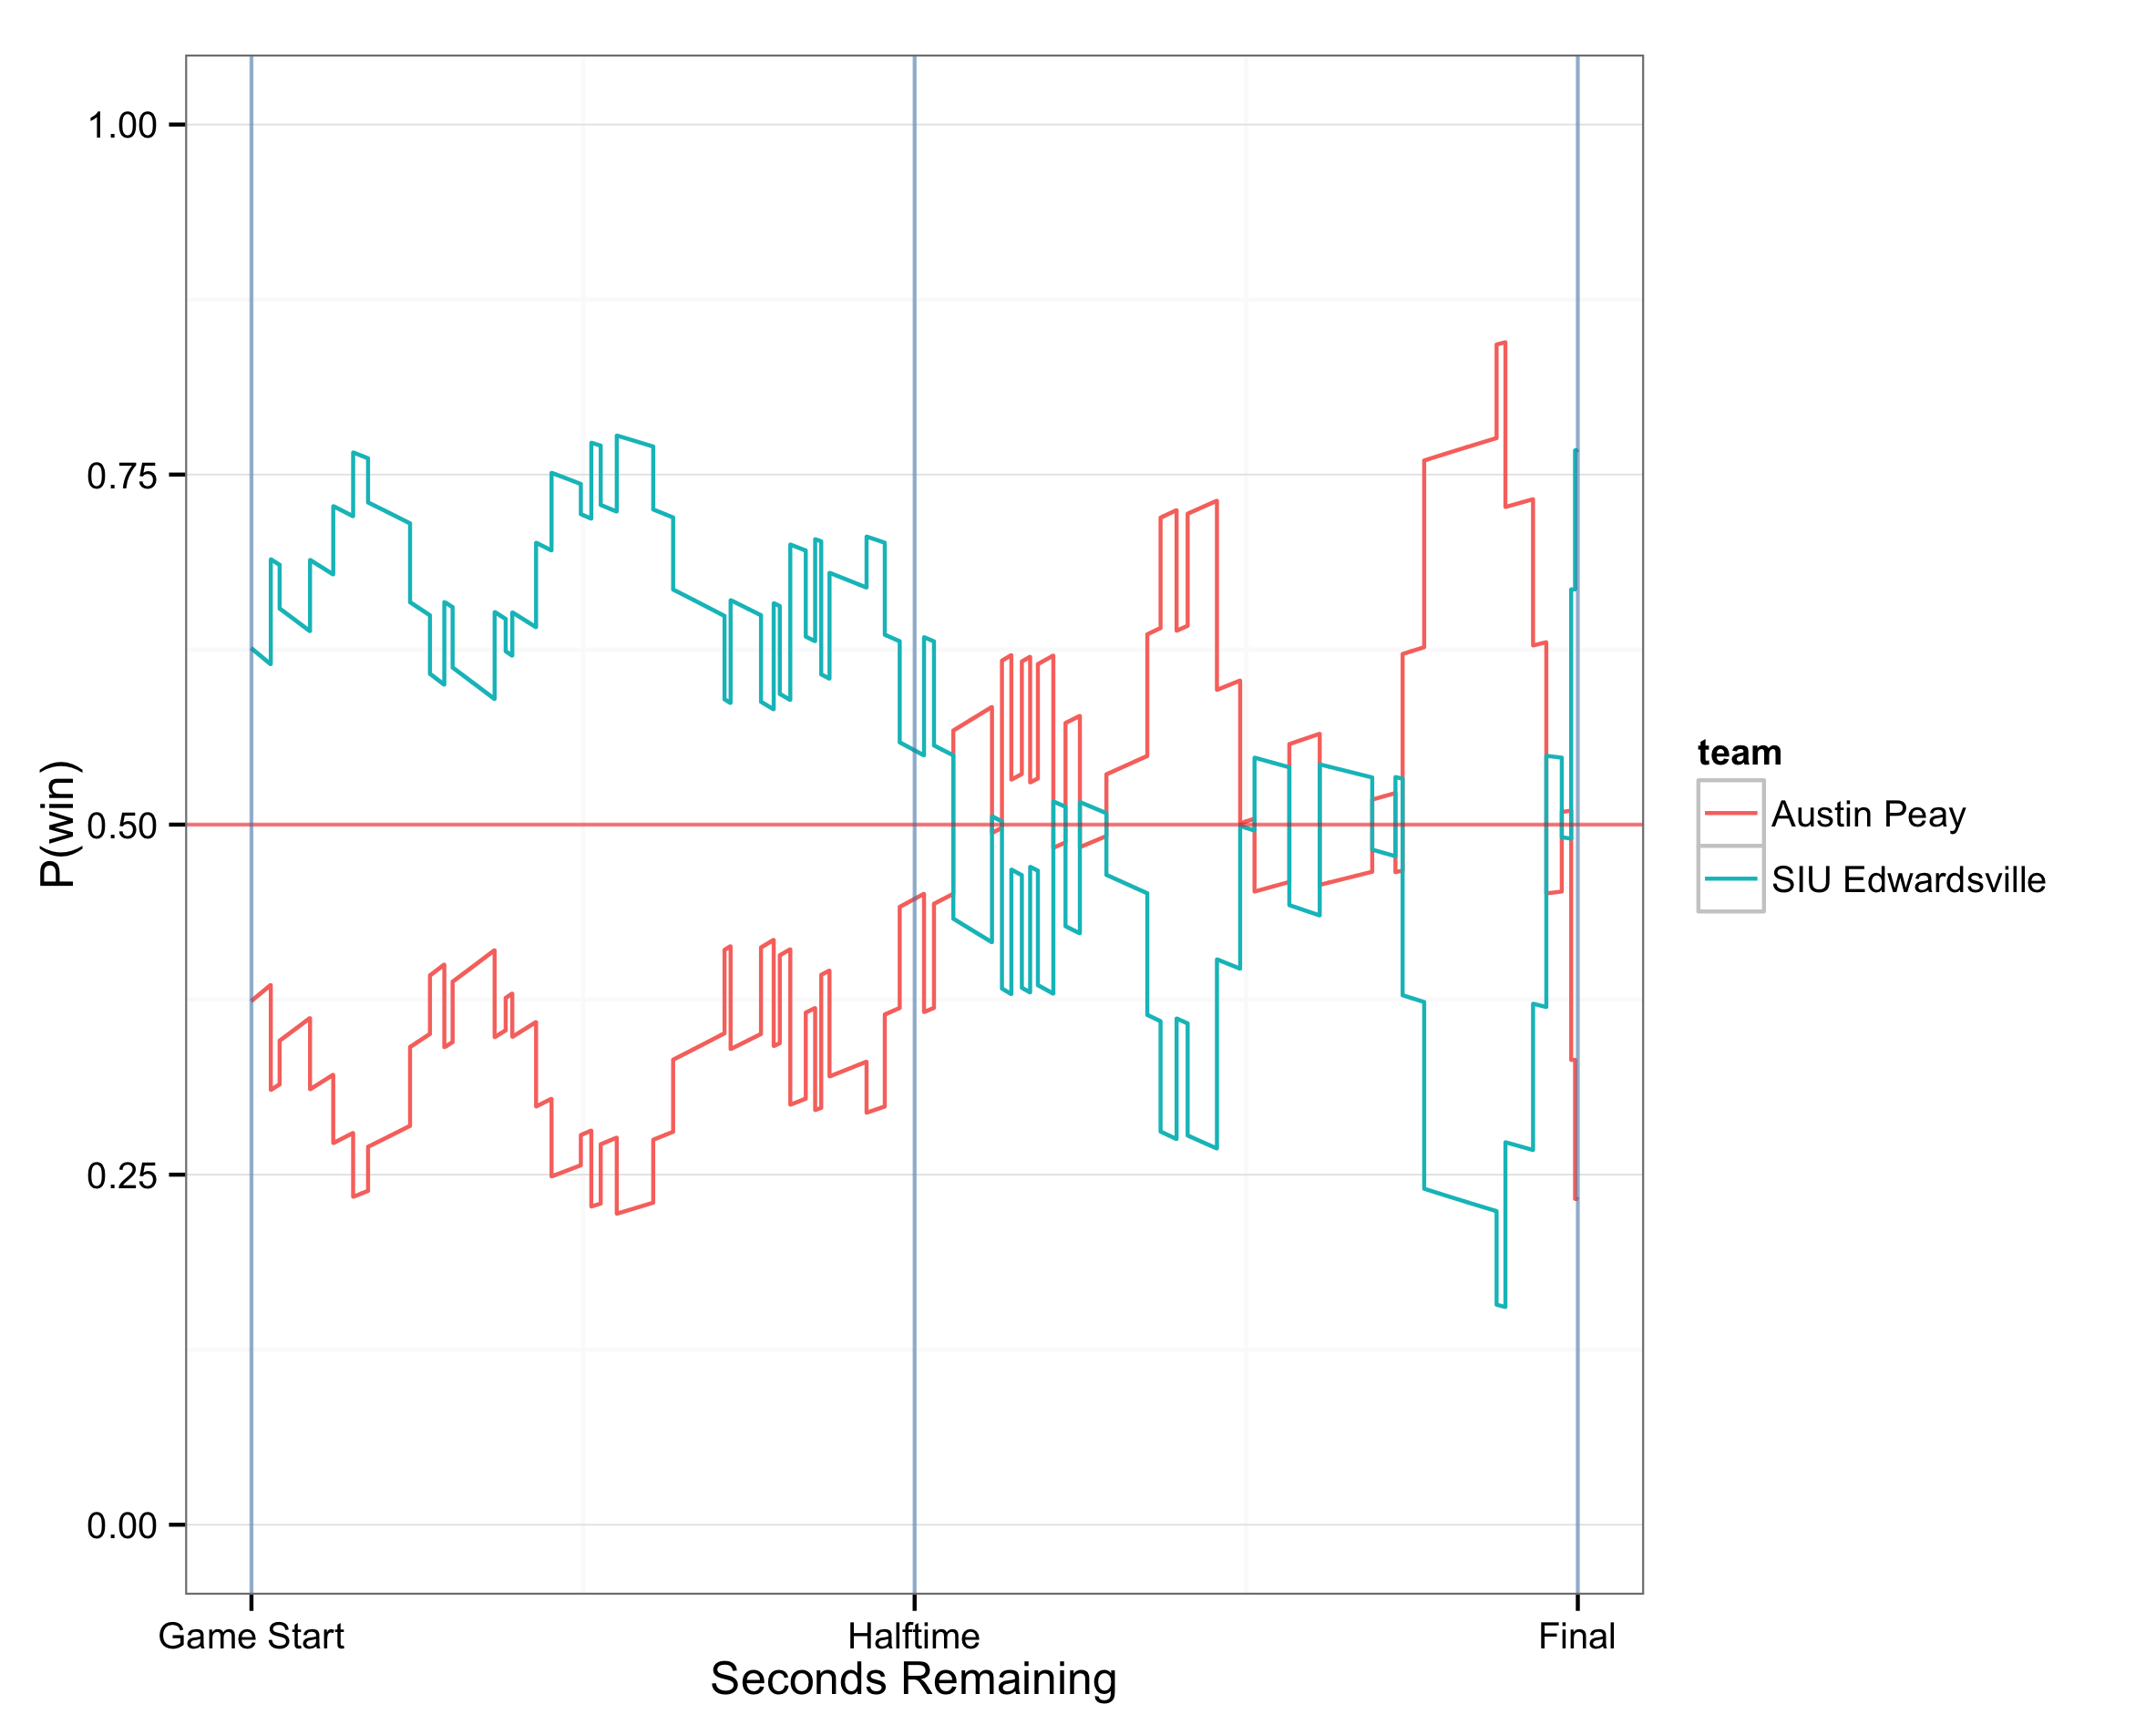 1.00
0.75
0.50
0.25
0.00
P(win)
Game Start
Halftime
Final
Seconds Remaining
team
Austin Peay
SIU Edwardsville